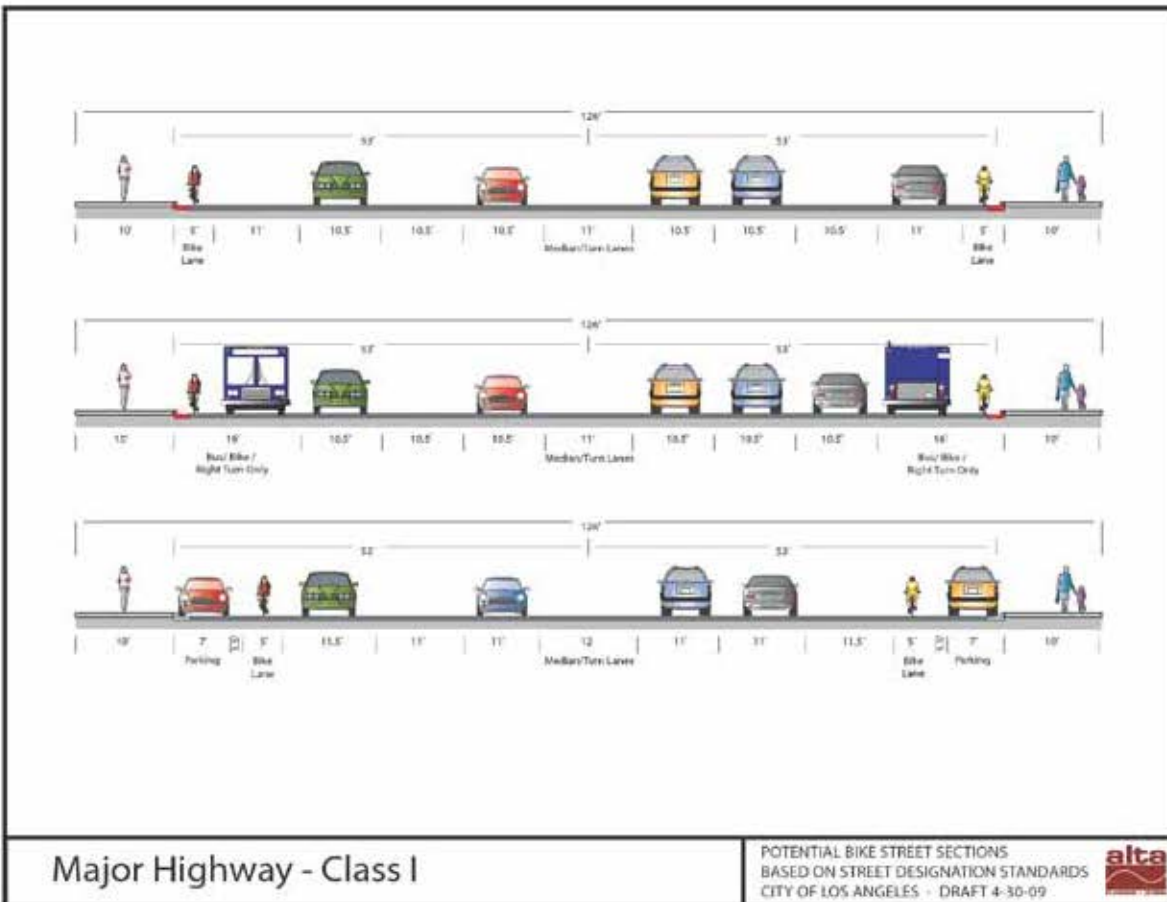 126'
53' 53'
10' 5' 11' 10.5' 10.5' 10.5' 11' 10.5' 10.5' 10.5' 11' 5' 10'
Bike Median/Turn Lanes Bike
Lane Lane
126'
53' 53'
16' 10.5' 10.5' 10.5' 11' 10.5' 10.5' 10.5' 16' 10'
Bus/ Bike / Median/Turn Lanes Bus/ Bike /
Right Turn Only Right Turn Only
126'
53' 53'
10' 7' 5' 11.5' 11' 11' 12 11' 11' 11.5' 5' 7' 10'
Parking Bike Median/Turn Lanes Bike Parking
Lane Lane
Major Highway - Class I
POTENTIAL BIKE STREET SECTIONS
BASED ON STREET DESIGNATION STANDARDS
CITY OF LOS ANGELES - DRAFT 4-30-09
alta